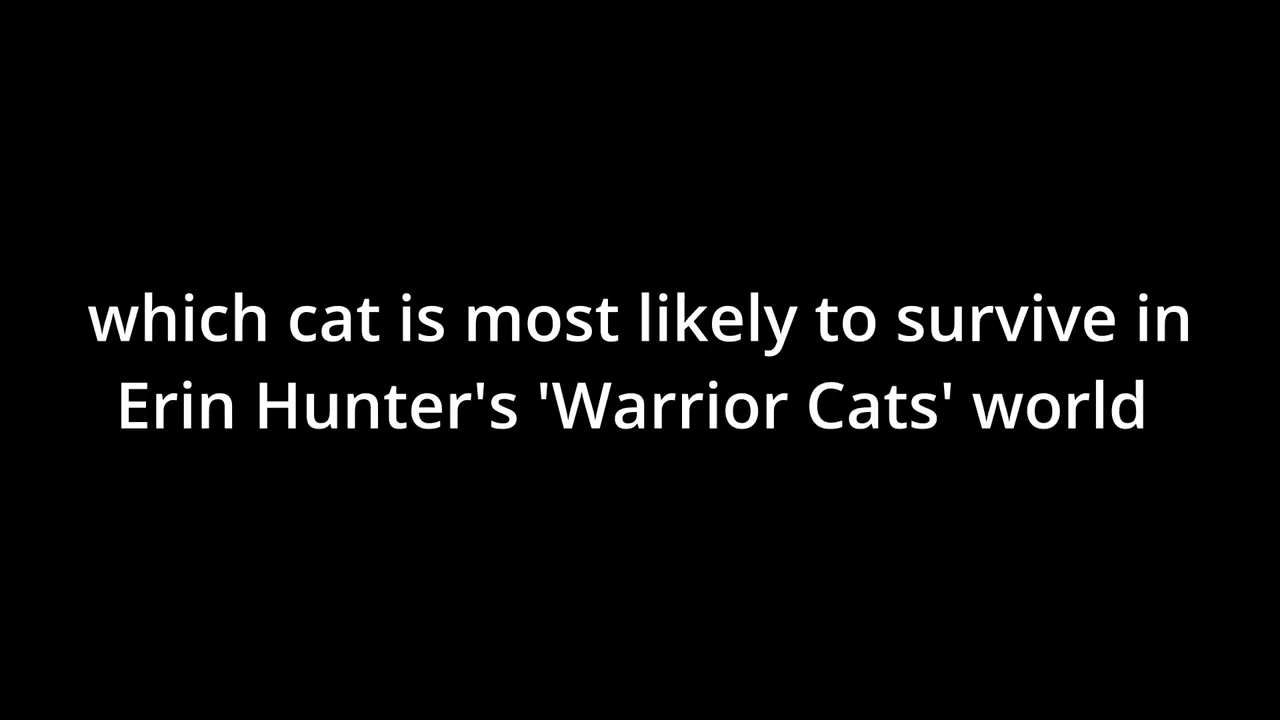 which cat is most likely to survive in
Erin Hunter's 'Warrior Cats' world